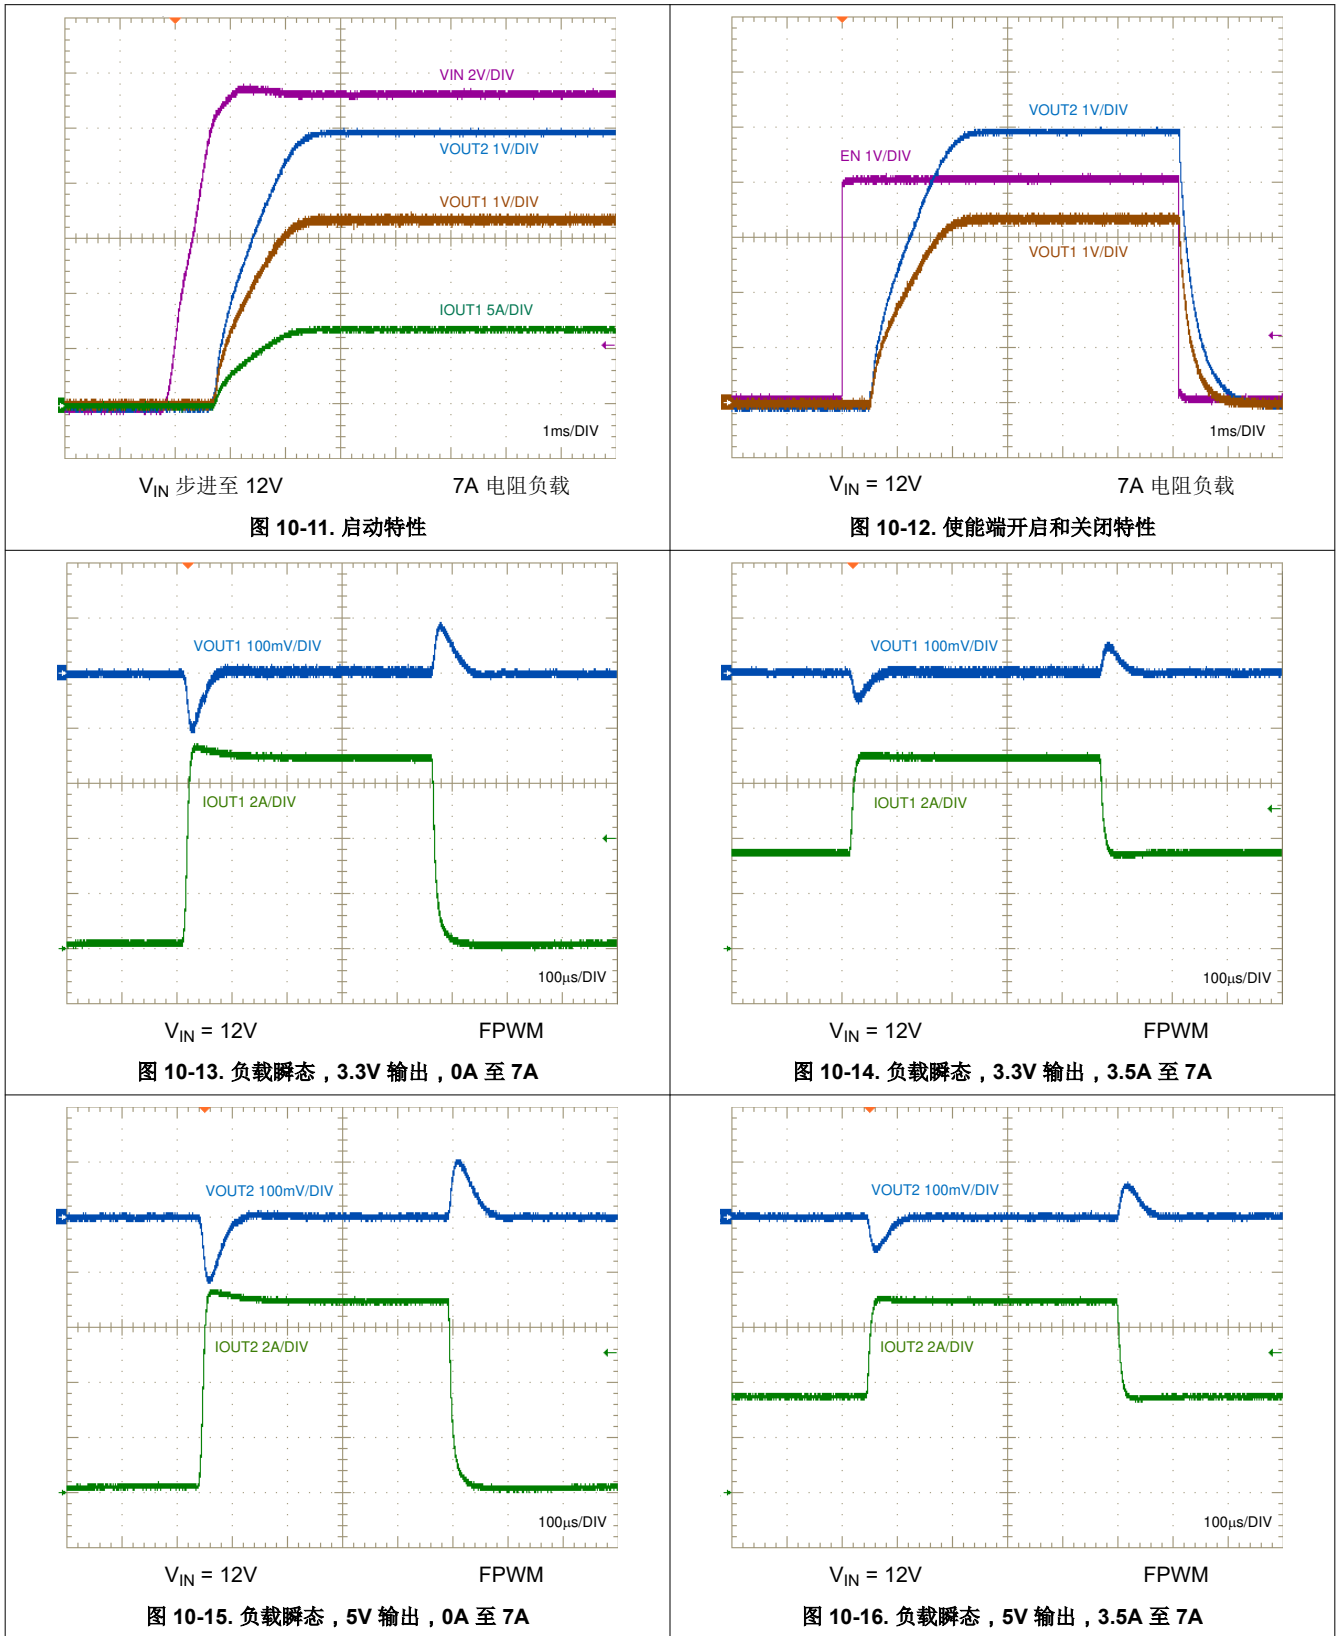 VIN 2V/DIV
VOUT2 1V/DIV
VOUT1 1V/DIV
IOUT1 5A/DIV
1ms/DIV
VIN 步进至 12V
7A 电阻负载
图 10-11. 启动特性
VOUT2 1V/DIV
EN 1V/DIV
VOUT1 1V/DIV
1ms/DIV
VIN = 12V
7A 电阻负载
图 10-12. 使能端开启和关闭特性
VOUT1 100mV/DIV
IOUT1 2A/DIV
100µs/DIV
VIN = 12V
FPWM
图 10-13. 负载瞬态，3.3V 输出，0A 至 7A
VOUT1 100mV/DIV
IOUT1 2A/DIV
100µs/DIV
VIN = 12V
FPWM
图 10-14. 负载瞬态，3.3V 输出，3.5A 至 7A
VOUT2 100mV/DIV
IOUT2 2A/DIV
100µs/DIV
VIN = 12V
FPWM
图 10-15. 负载瞬态，5V 输出，0A 至 7A
VOUT2 100mV/DIV
IOUT2 2A/DIV
100µs/DIV
VIN = 12V
FPWM
图 10-16. 负载瞬态，5V 输出，3.5A 至 7A